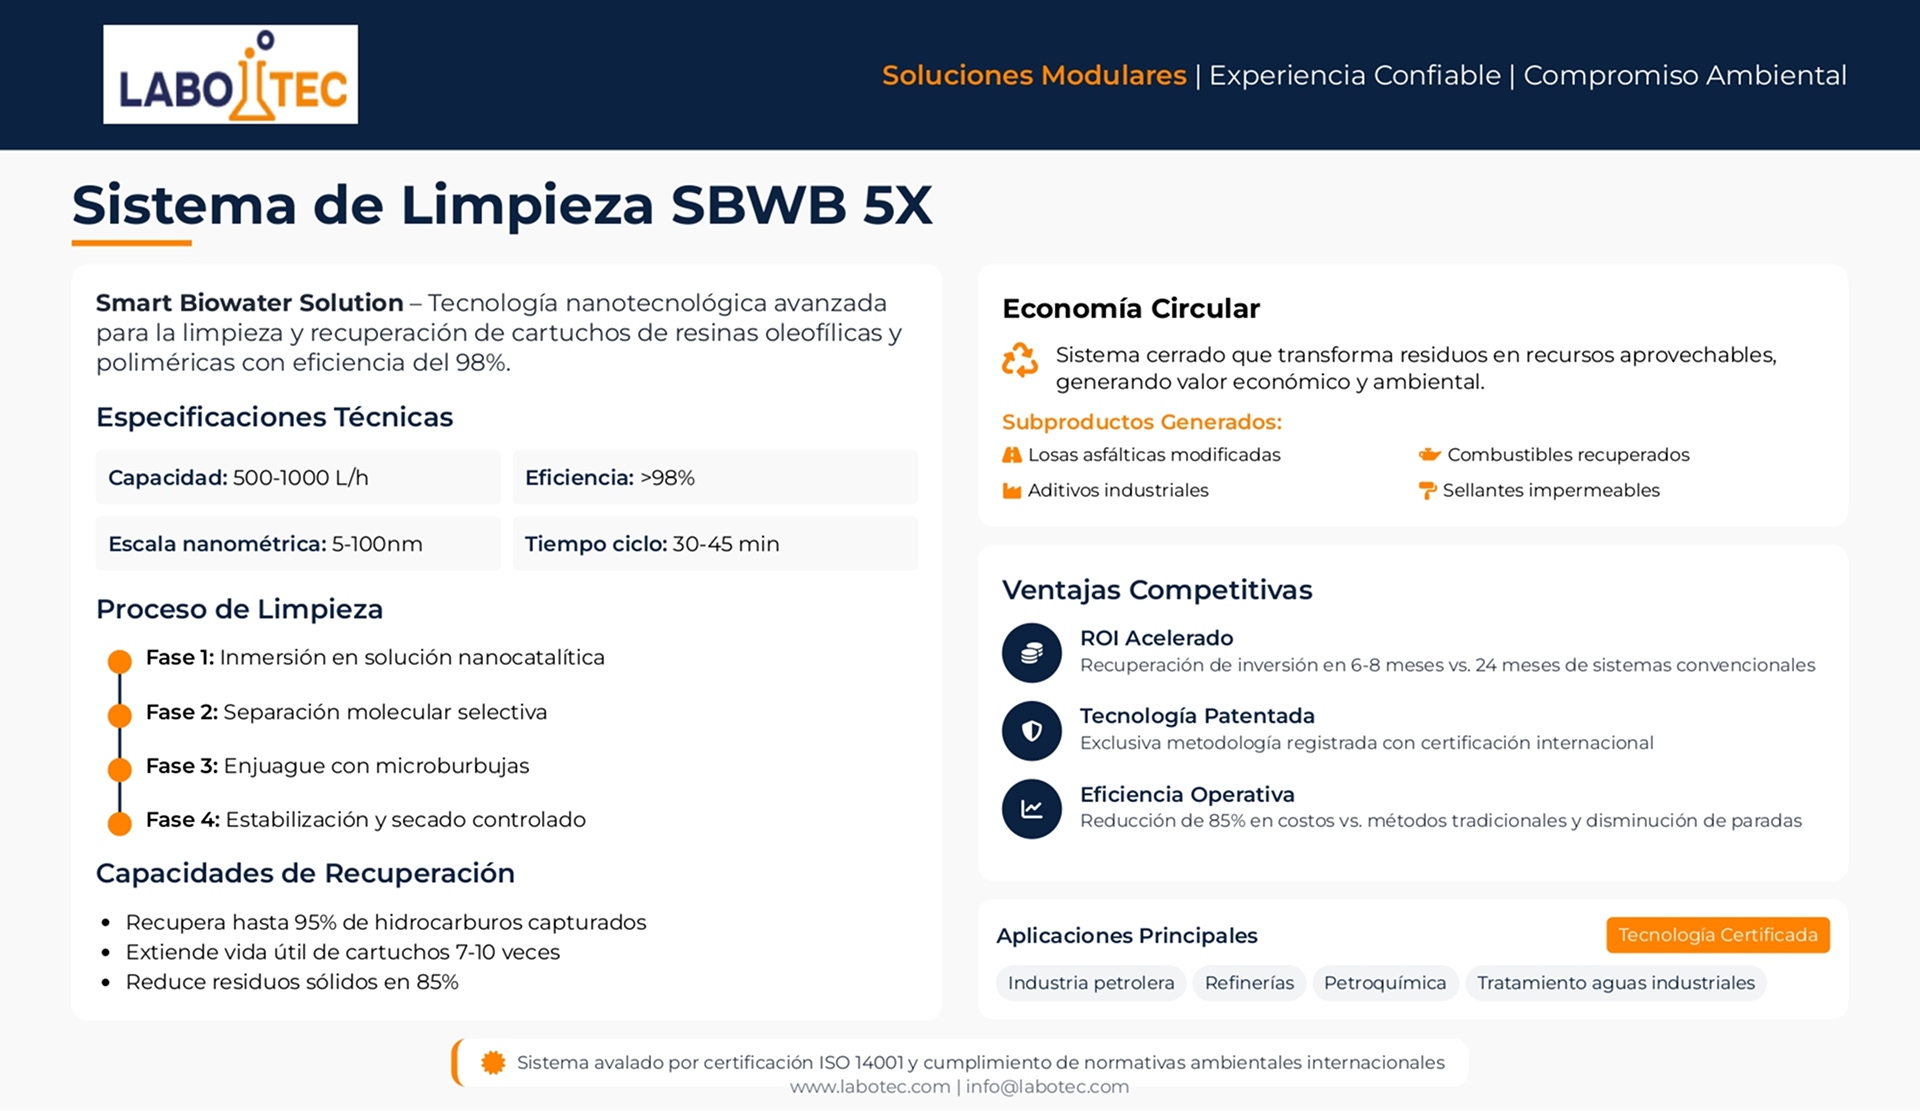 LABOTEC
Soluciones Modulares | Experiencia Confiable | Compromiso Ambiental
Sistema de Limpieza SBWB 5X
Smart Biowater Solution – Tecnología nanotecnológica avanzada
para la limpieza y recuperación de cartuchos de resinas oleofílicas y
poliméricas con eficiencia del 98%.
Especificaciones Técnicas
Capacidad: 500-1000 L/h
Eficiencia: >98%
Escala nanométrica: 5-100nm
Tiempo ciclo: 30-45 min
Proceso de Limpieza
Fase 1: Inmersión en solución nanocatalítica
Fase 2: Separación molecular selectiva
Fase 3: Enjuague con microburbujas
Fase 4: Estabilización y secado controlado
Capacidades de Recuperación
• Recupera hasta 95% de hidrocarburos capturados
• Extiende vida útil de cartuchos 7-10 veces
• Reduce residuos sólidos en 85%
Economía Circular
Sistema cerrado que transforma residuos en recursos aprovechables,
generando valor económico y ambiental.
Subproductos Generados:
Losas asfálticas modificadas
Combustibles recuperados
Aditivos industriales
Sellantes impermeables
Ventajas Competitivas
ROI Acelerado
Recuperación de inversión en 6-8 meses vs. 24 meses de sistemas convencionales
Tecnología Patentada
Exclusiva metodología registrada con certificación internacional
Eficiencia Operativa
Reducción de 85% en costos vs. métodos tradicionales y disminución de paradas
Aplicaciones Principales
Tecnología Certificada
Industria petrolera
Refinerías
Petroquímica
Tratamiento aguas industriales
Sistema avalado por certificación ISO 14001 y cumplimiento de normativas ambientales internacionales
www.labotec.com | info@labotec.com